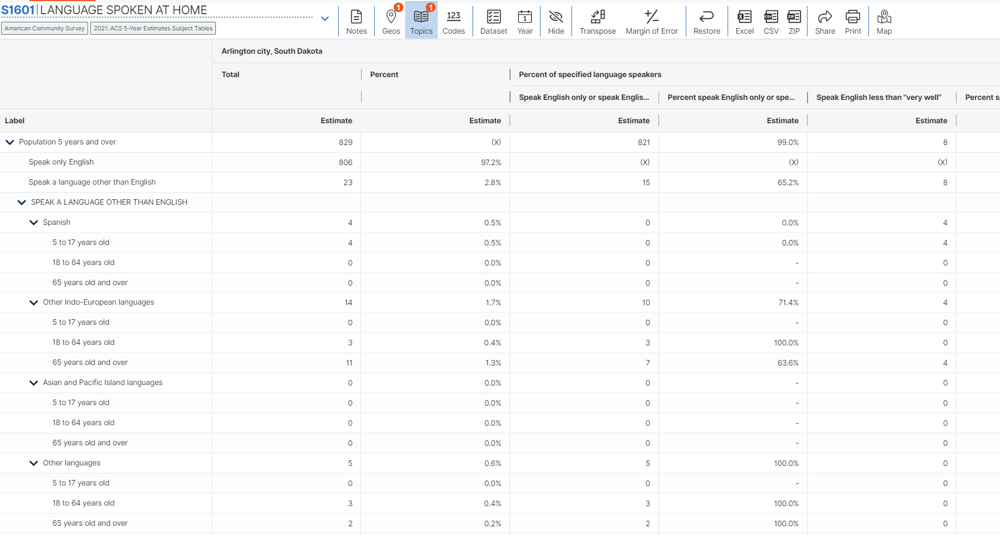 S1601 | LANGUAGE SPOKEN AT HOME
American Community Survey 2021: ACS 5-Year Estimates Subject Tables
Notes 1 Geos 1 Topics 123 Codes Dataset 1 Year Hide Transpose Margin of Error Restore Excel CSV CSV ZIP ZIP Share Print Map
Arlington city, South Dakota
Total Percent Percent of specified language speakers
Speak English only or speak Englis... Percent speak English only or spe... Speak English less than "very well" Percent s
Label Estimate Estimate Estimate Estimate Estimate
Population 5 years and over 829 (X) 821 99.0% 8
Speak only English 806 97.2% (X) (X) (X)
Speak a language other than English 23 2.8% 15 65.2% 8
SPEAK A LANGUAGE OTHER THAN ENGLISH
Spanish 4 0.5% 0 0.0% 4
5 to 17 years old 4 0.5% 0 0.0% 4
18 to 64 years old 0 0.0% 0 - 0
65 years old and over 0 0.0% 0 - 0
Other Indo-European languages 14 1.7% 10 71.4% 4
5 to 17 years old 0 0.0% 0 - 0
18 to 64 years old 3 0.4% 3 100.0% 0
65 years old and over 11 1.3% 7 63.6% 4
Asian and Pacific Island languages 0 0.0% 0 - 0
5 to 17 years old 0 0.0% 0 - 0
18 to 64 years old 0 0.0% 0 - 0
65 years old and over 0 0.0% 0 - 0
Other languages 5 0.6% 5 100.0% 0
5 to 17 years old 0 0.0% 0 - 0
18 to 64 years old 3 0.4% 3 100.0% 0
65 years old and over 2 0.2% 2 100.0% 0